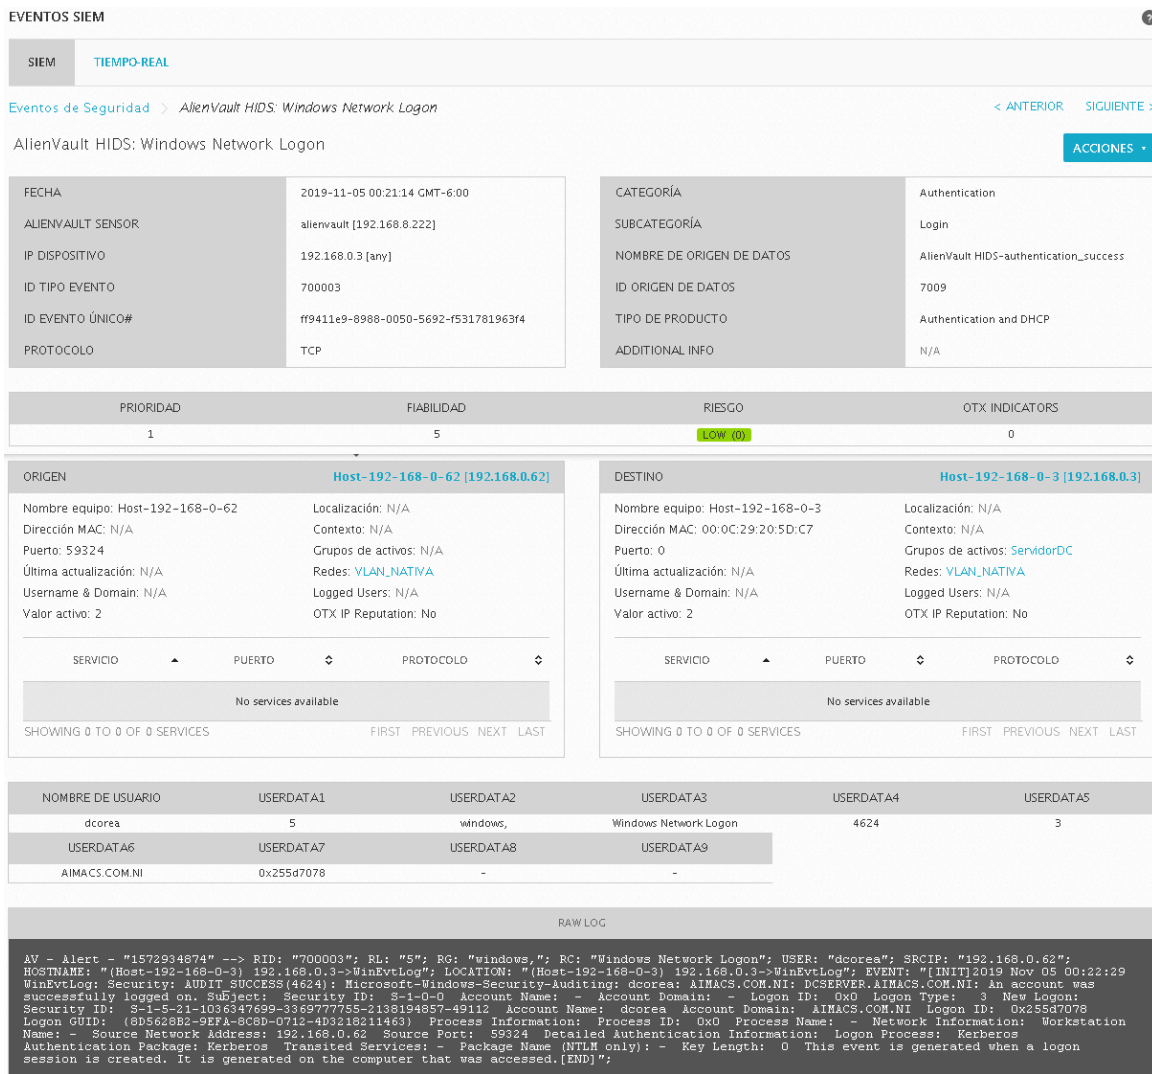 EVENTOS SIEM
?
SIEM TIEMPO-REAL
Eventos de Seguridad > AlienVault HIDS: Windows Network Logon < ANTERIOR SIGUIENTE >
AlienVault HIDS: Windows Network Logon
ACCIONES
FECHA 2019-11-05 00:21:14 GMT-6:00
ALIENVAULT SENSOR alienvault [192.168.8.222]
IP DISPOSITIVO 192.168.0.3 [any]
ID TIPO EVENTO 700003
ID EVENTO ÚNICO# ff9411e9-8988-0050-5692-f531781963f4
PROTOCOLO TCP
CATEGORÍA Authentication
SUBCATEGORÍA Login
NOMBRE DE ORIGEN DE DATOS AlienVault HIDS-authentication_success
ID ORIGEN DE DATOS 7009
TIPO DE PRODUCTO Authentication and DHCP
ADDITIONAL INFO N/A
PRIORIDAD FIABILIDAD RIESGO OTX INDICATORS
1 5 LOW (0) 0
ORIGEN Host-192-168-0-62 [192.168.0.62]
Nombre equipo: Host-192-168-0-62 Localización: N/A
Dirección MAC: N/A Contexto: N/A
Puerto: 59324 Grupos de activos: N/A
Última actualización: N/A Redes: VLAN_NATIVA
Username & Domain: N/A Logged Users: N/A
Valor activo: 2 OTX IP Reputation: No
SERVICIO PUERTO PROTOCOLO
No services available
SHOWING 0 TO 0 OF 0 SERVICES FIRST PREVIOUS NEXT LAST
DESTINO Host-192-168-0-3 [192.168.0.3]
Nombre equipo: Host-192-168-0-3 Localización: N/A
Dirección MAC: 00:0C:29:20:5D:C7 Contexto: N/A
Puerto: 0 Grupos de activos: ServidorDC
Última actualización: N/A Redes: VLAN_NATIVA
Username & Domain: N/A Logged Users: N/A
Valor activo: 2 OTX IP Reputation: No
SERVICIO PUERTO PROTOCOLO
No services available
SHOWING 0 TO 0 OF 0 SERVICES FIRST PREVIOUS NEXT LAST
NOMBRE DE USUARIO USERDATA1 USERDATA2 USERDATA3 USERDATA4 USERDATA5
dcorea 5 windows, Windows Network Logon 4624 3
USERDATA6 USERDATA7 USERDATA8 USERDATA9
AIMACS.COM.NI 0x255d7078 - -
RAW LOG
AV - Alert - "1572934874" --> RID: "700003"; RL: "5"; RG: "windows,"; RC: "Windows Network Logon"; USER: "dcorea"; SRCIP: "192.168.0.62";
HOSTNAME: "(Host-192-168-0-3) 192.168.0.3->WinEvtLog"; LOCATION: "(Host-192-168-0-3) 192.168.0.3->WinEvtLog"; EVENT: "[INIT]2019 Nov 05 00:22:29
WinEvtLog: Security: AUDIT_SUCCESS(4624): Microsoft-Windows-Security-Auditing: dcorea: AIMACS.COM.NI: DCSERVER.AIMACS.COM.NI: An account was
successfully logged on. Subject: Security ID: S-1-0-0 Account Name: - Account Domain: - Logon ID: 0x0 Logon Type: 3 New Logon:
Security ID: S-1-5-21-1036347699-3369777755-2138194857-49112 Account Name: dcorea Account Domain: AIMACS.COM.NI Logon ID: 0x255d7078
Logon GUID: {8D5628B2-9EFA-8C8D-0712-4D3218211463} Process Information: Process ID: 0x0 Process Name: - Network Information: Workstation
Name: - Source Network Address: 192.168.0.62 Source Port: 59324 Detailed Authentication Information: Logon Process: Kerberos
Authentication Package: Kerberos Transited Services: - Package Name (NTLM only): - Key Length: 0 This event is generated when a logon
session is created. It is generated on the computer that was accessed.[END]";